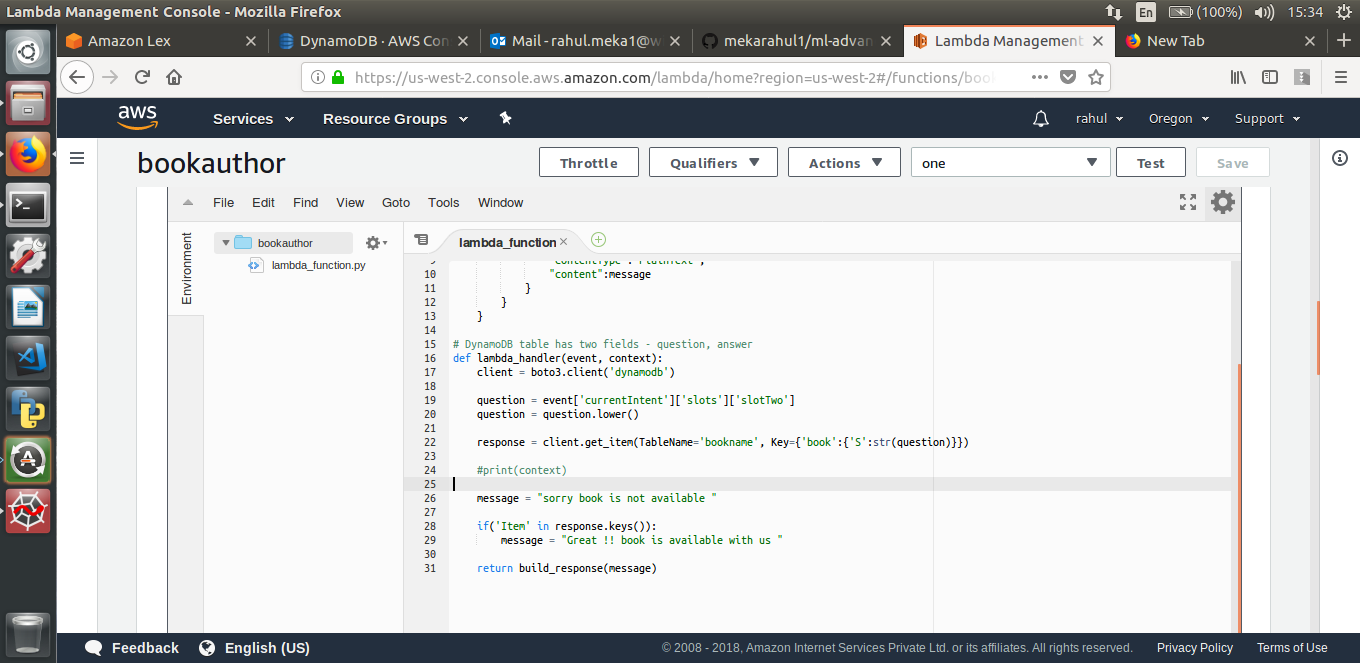 Lambda Management Console - Mozilla Firefox
En
(100%)
15:34
Amazon Lex
DynamoDB · AWS Con
Mail - rahul.meka1@w
mekarahul1/ml-advan
Lambda Management
New Tab
https://us-west-2.console.aws.amazon.com/lambda/home?region=us-west-2#/functions/boo
aws
Services
Resource Groups
rahul
Oregon
Support
bookauthor
Throttle
Qualifiers
Actions
one
Test
Save
File Edit Find View Goto Tools Window
Environment
bookauthor
lambda_function.py
lambda_function
9 "contentType":"PlainText",
10 "content":message
11 }
12 }
13 }
14
15 # DynamoDB table has two fields - question, answer
16 def lambda_handler(event, context):
17 client = boto3.client('dynamodb')
18
19 question = event['currentIntent']['slots']['slotTwo']
20 question = question.lower()
21
22 response = client.get_item(TableName='bookname', Key={'book':{'S':str(question)}})
23
24 #print(context)
25
26 message = "sorry book is not available "
27
28 if('Item' in response.keys()):
29 message = "Great !! book is available with us "
30
31 return build_response(message)
Feedback
English (US)
© 2008 - 2018, Amazon Internet Services Private Ltd. or its affiliates. All rights reserved.
Privacy Policy
Terms of Use